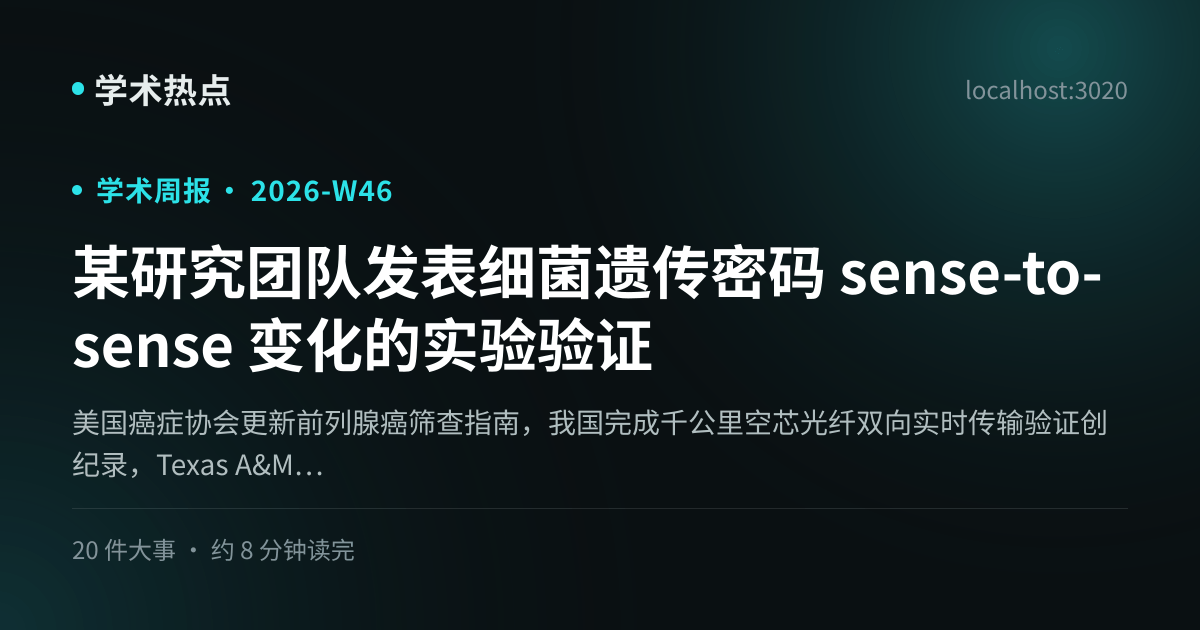 学术热点
localhost:3020
学术周报 · 2026-W46
某研究团队发表细菌遗传密码 sense-to-
sense 变化的实验验证
美国癌症协会更新前列腺癌筛查指南，我国完成千公里空芯光纤双向实时传输验证创
纪录，Texas A&M…
20 件大事 · 约 8 分钟读完